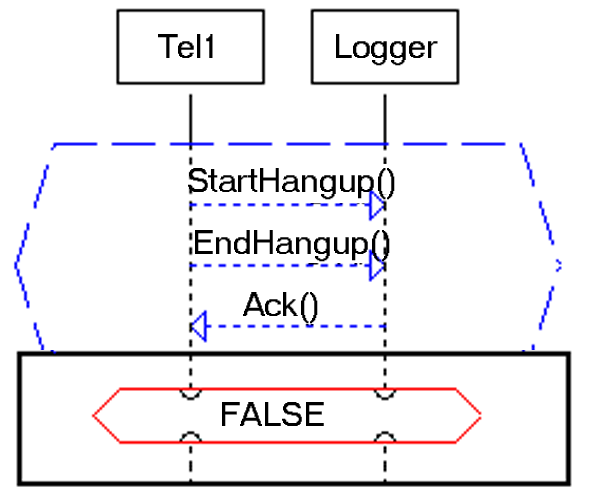 Tel1 Logger
StartHangup()
EndHangup()
Ack()
FALSE